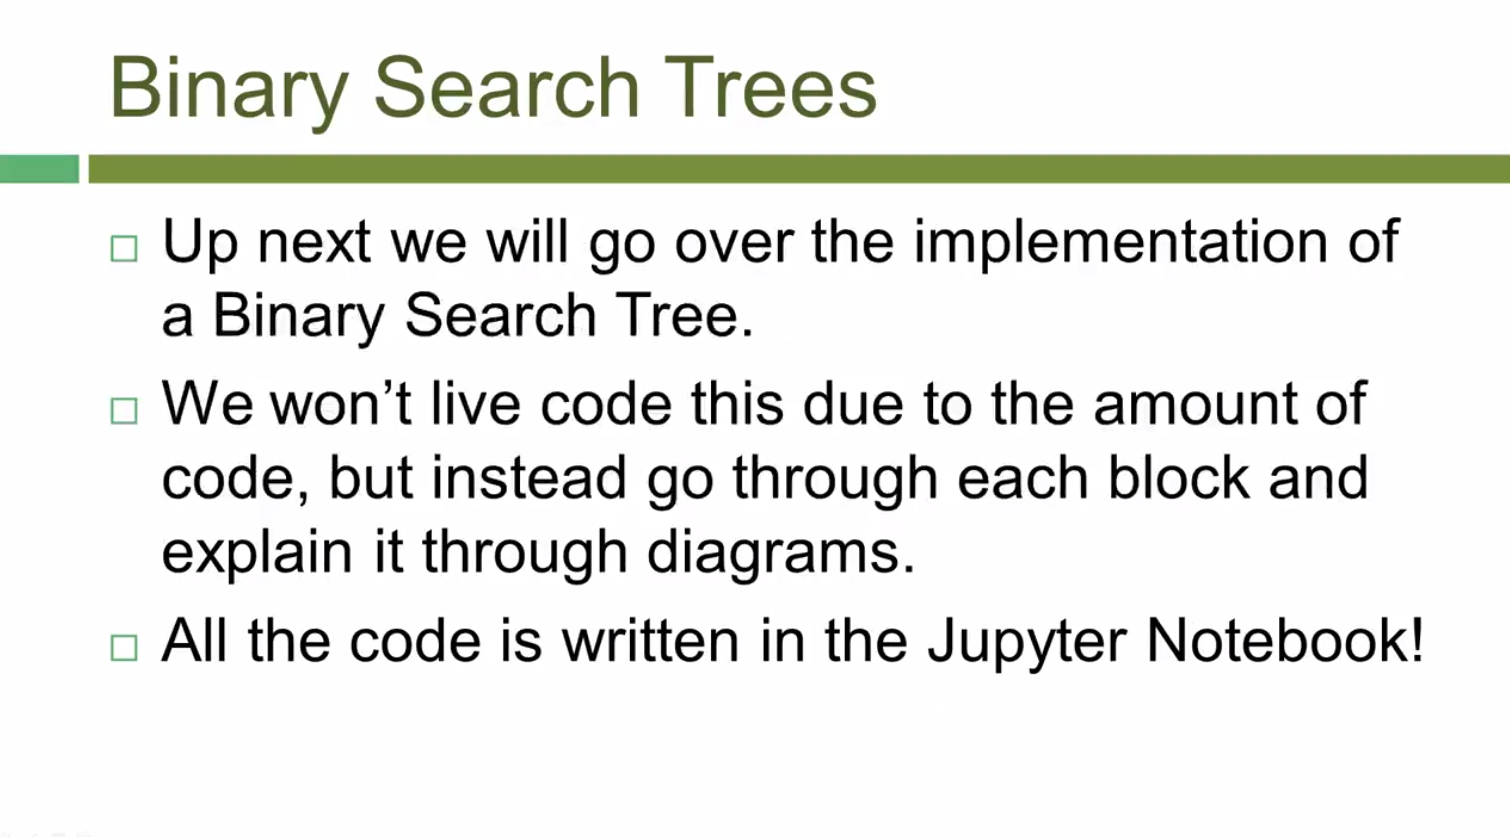 Binary Search Trees
Up next we will go over the implementation of
a Binary Search Tree.
We won’t live code this due to the amount of
code, but instead go through each block and
explain it through diagrams.
All the code is written in the Jupyter Notebook!